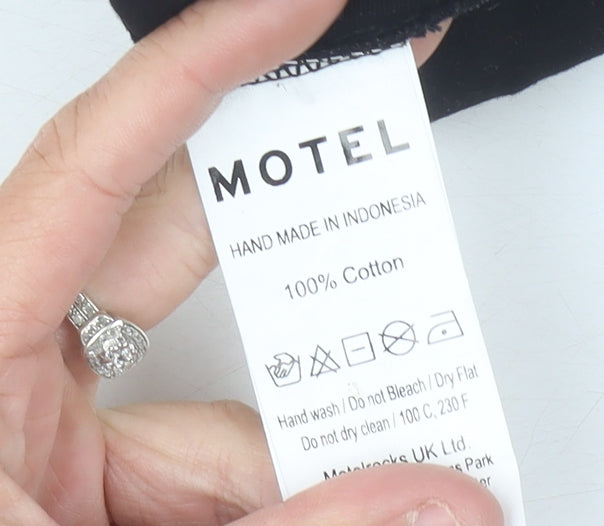 MOTEL
HAND MADE IN INDONESIA
100% Cotton
Hand wash / Do not Bleach / Dry Flat
Do not dry clean / 100 C, 230 F
Motelrocks UK Ltd.
Park